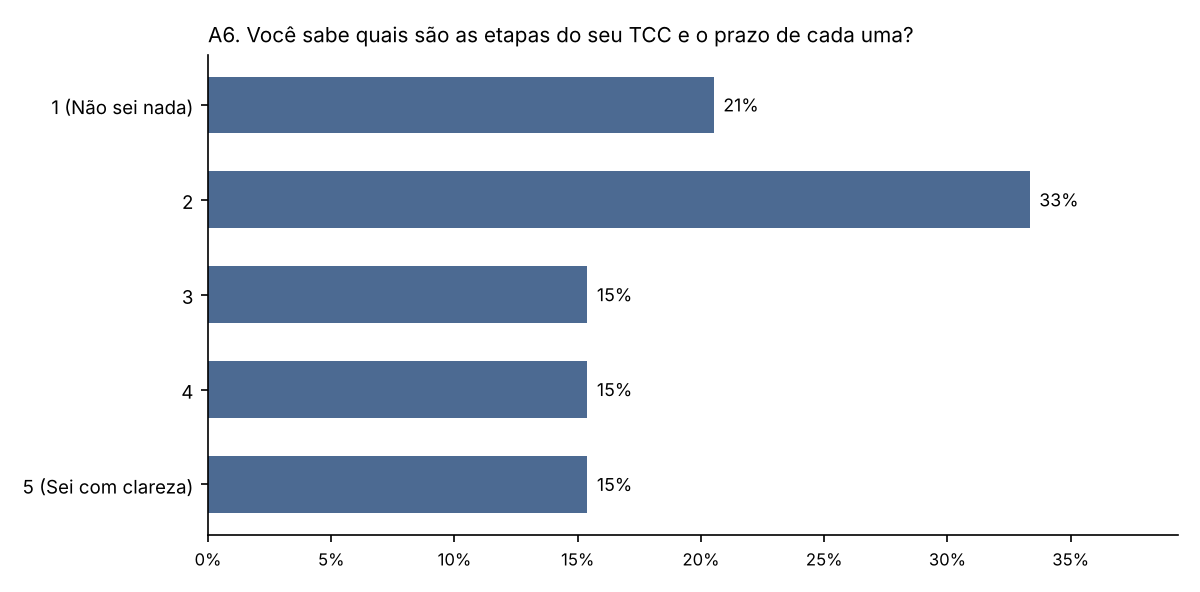 A6. Você sabe quais são as etapas do seu TCC e o prazo de cada uma?
1 (Não sei nada) 21%
2 33%
3 15%
4 15%
5 (Sei com clareza) 15%
0% 5% 10% 15% 20% 25% 30% 35%